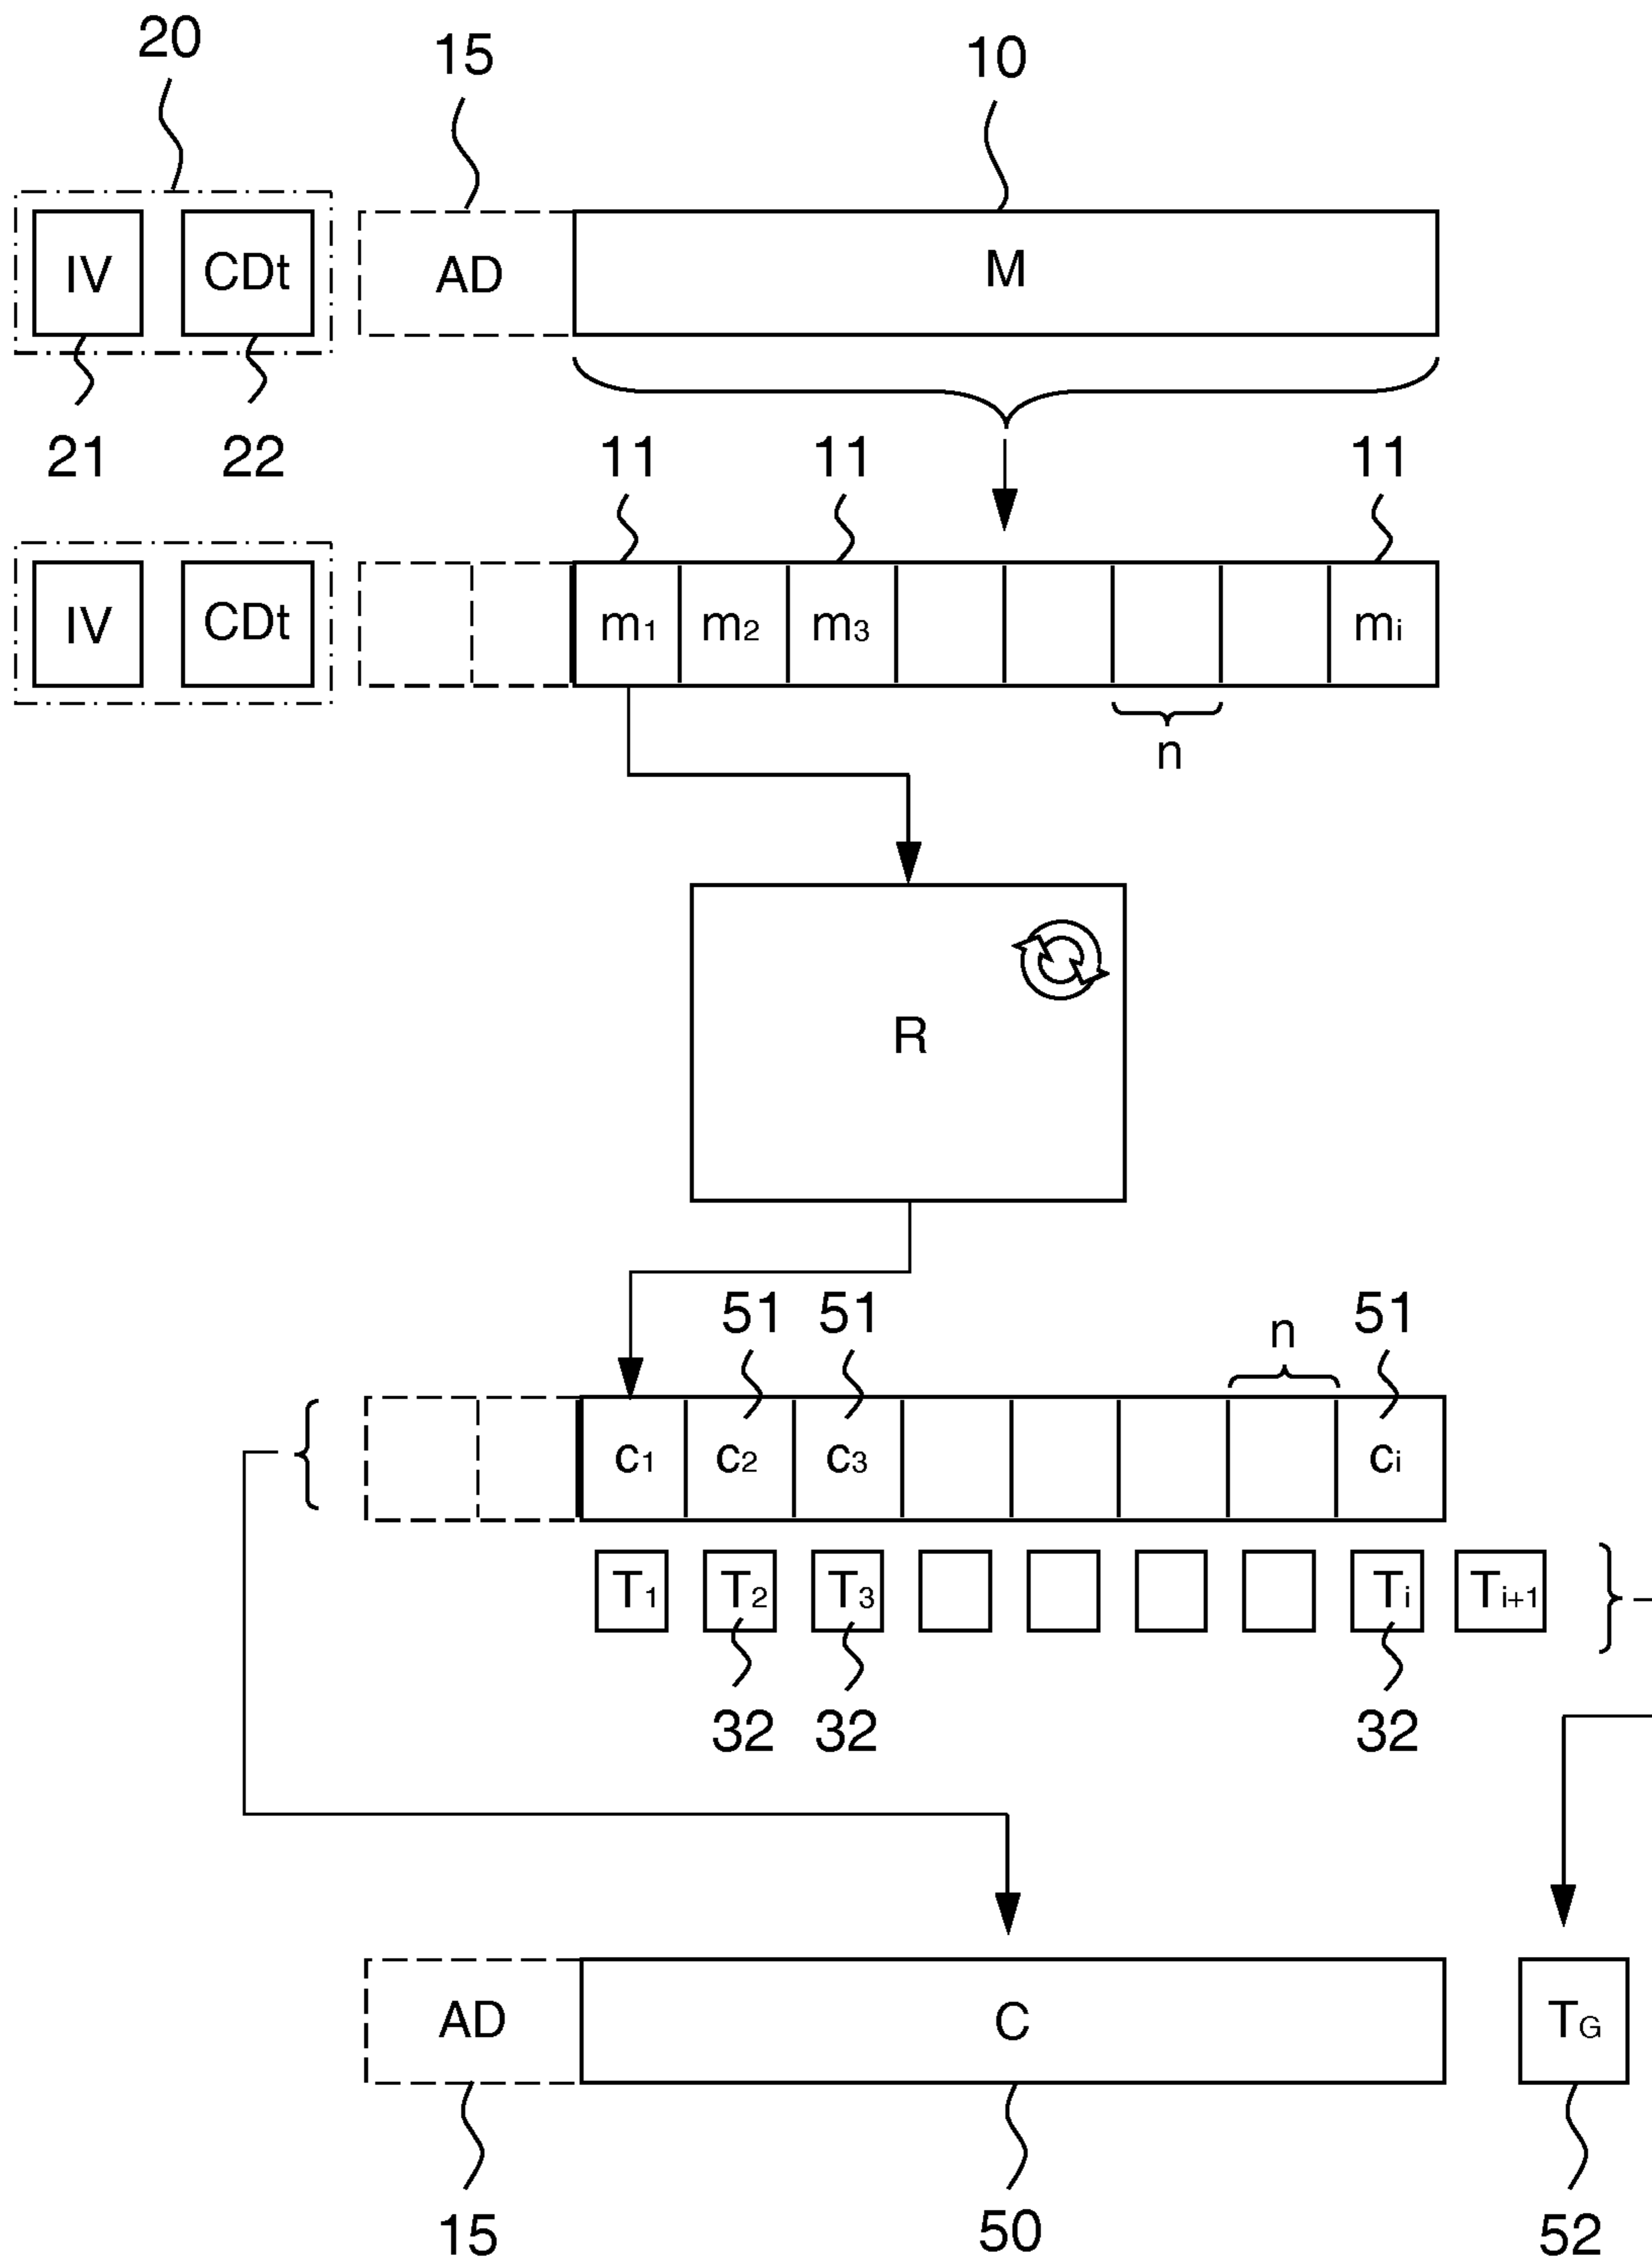 20 15 10
IV CDt AD M
21 22 11 11 11
IV CDt m1 m2 m3 mi
n
R
51 51 n 51
c1 c2 c3 ci
T1 T2 T3 Ti Ti+1
32 32 32
AD C TG
15 50 52